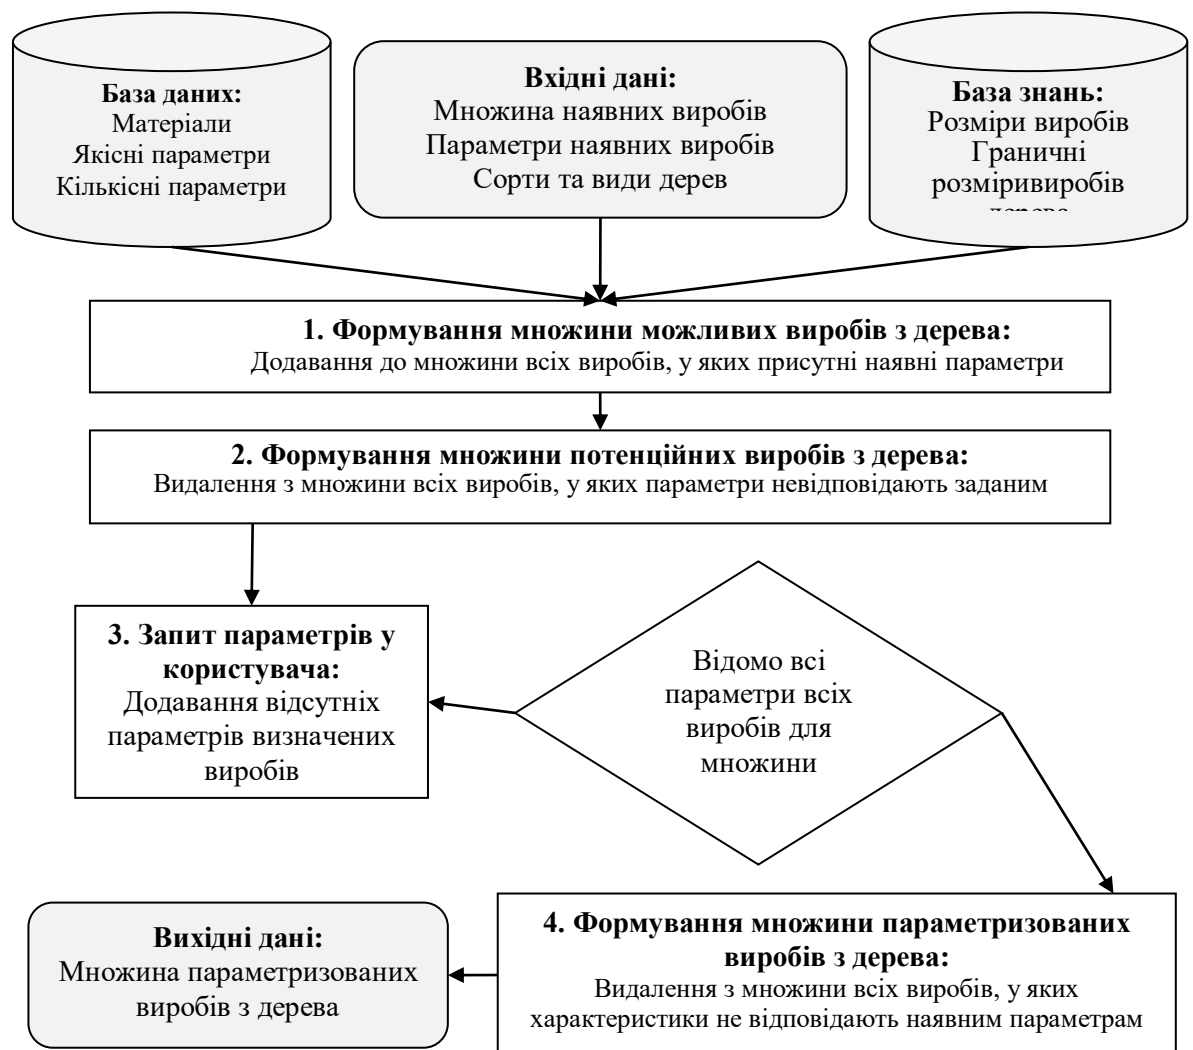 База даних:
Матеріали
Якісні параметри
Кількісні параметри
Вхідні дані:
Множина наявних виробів
Параметри наявних виробів
Сорти та види дерев
База знань:
Розміри виробів
Граничні
розміривиробів
1. Формування множини можливих виробів з дерева:
Додавання до множини всіх виробів, у яких присутні наявні параметри
2. Формування множини потенційних виробів з дерева:
Видалення з множини всіх виробів, у яких параметри невідповідають заданим
3. Запит параметрів у
користувача:
Додавання відсутніх
параметрів визначених
виробів
Відомо всі
параметри всіх
виробів для
множини
4. Формування множини параметризованих
виробів з дерева:
Видалення з множини всіх виробів, у яких
характеристики не відповідають наявним параметрам
Вихідні дані:
Множина параметризованих
виробів з дерева